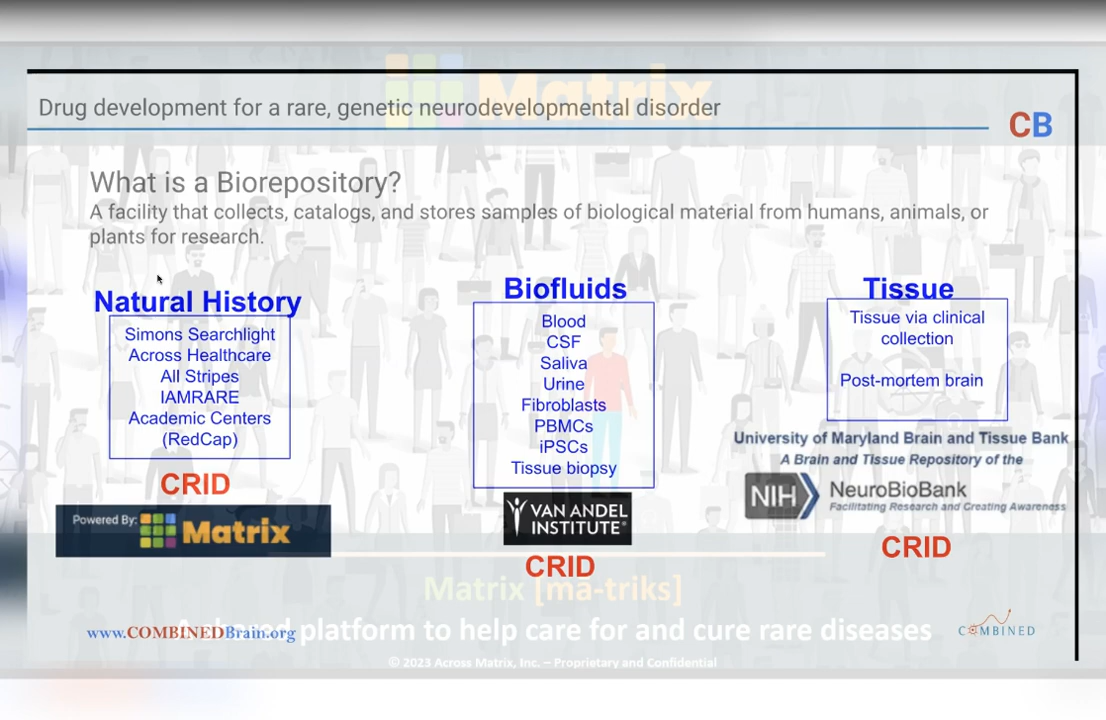 Matrix
Drug development for a rare, genetic neurodevelopmental disorder
CB
What is a Biorepository?
A facility that collects, catalogs, and stores samples of biological material from humans, animals, or
plants for research.
Natural History
Simons Searchlight
Across Healthcare
All Stripes
IAMRARE
Academic Centers
(RedCap)
CRID
Powered By:
Matrix
Biofluids
Blood
CSF
Saliva
Urine
Fibroblasts
PBMCs
iPSCs
Tissue biopsy
VAN ANDEL
INSTITUTE®
CRID
Tissue
Tissue via clinical
collection
Post-mortem brain
University of Maryland Brain and Tissue Bank
A Brain and Tissue Repository of the
NIH NeuroBioBank
Facilitating Research and Creating Awareness
CRID
Matrix [ma-triks]
www.COMBINEDBrain.org
A shared platform to help care for and cure rare diseases
COMBINED
© 2023 Across Matrix, Inc. – Proprietary and Confidential